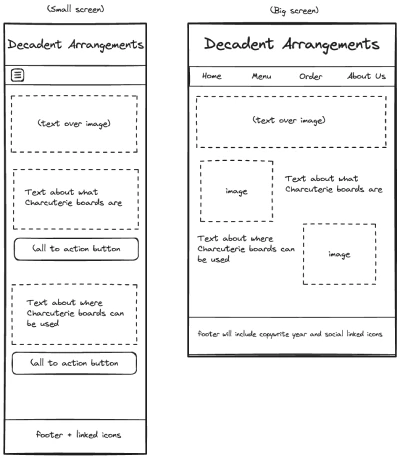 (Small screen)
Decadent Arrangements
(text over image)
Text about what
Charcuterie boards are
Call to action button
Text about where
Charcuterie boards can
be used
Call to action button
footer + linked icons
(Big screen)
Decadent Arrangements
Home Menu Order About Us
(text over image)
image
Text about what
Charcuterie boards are
Text about where
Charcuterie boards can
be used
image
footer will include copywrite year and social linked icons